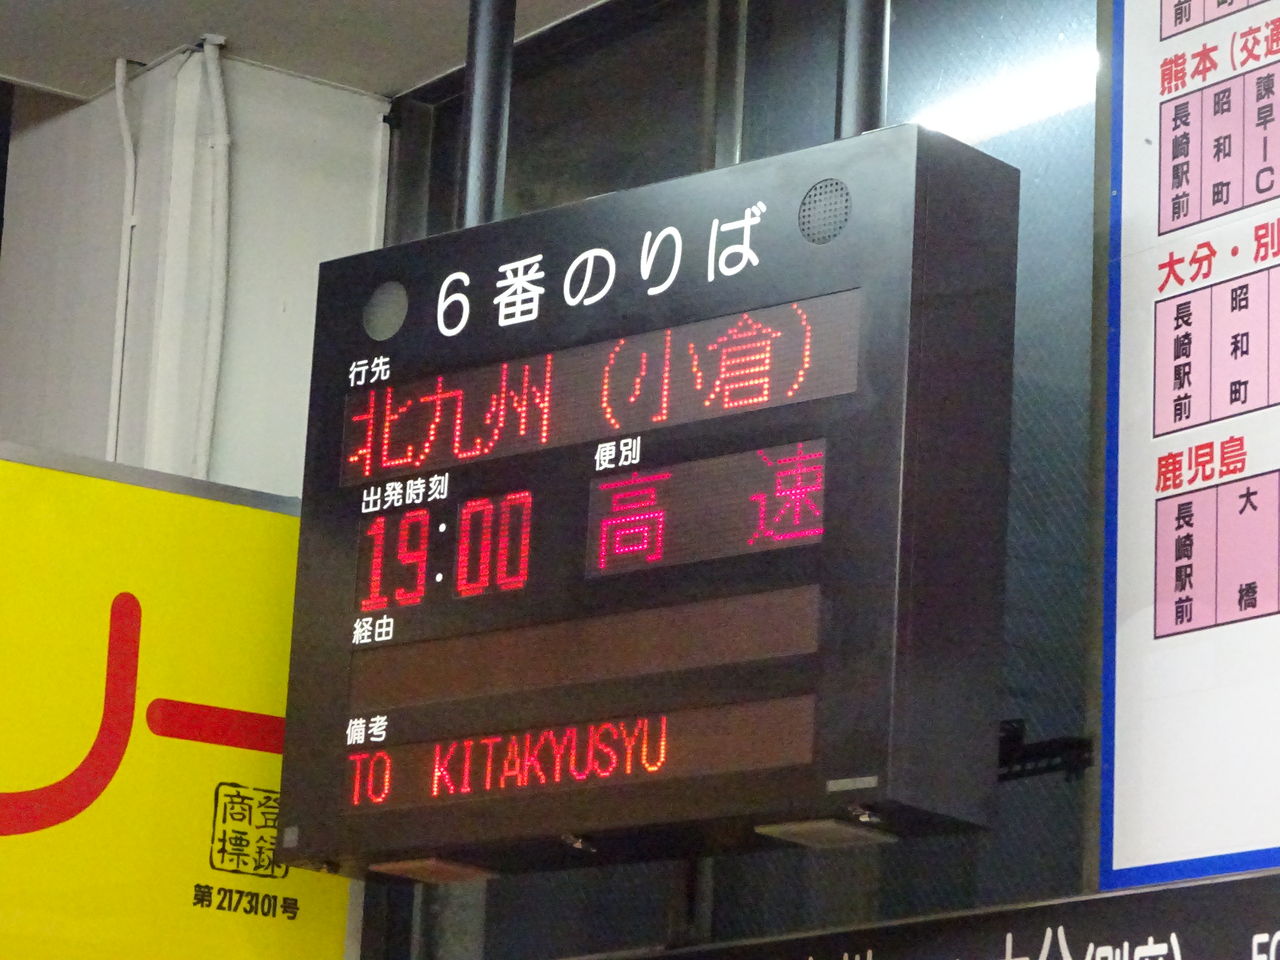 6番のりば
行先
北九州（小倉）
出発時刻
便別
19:00
高 速
経由
備考
TO KITAKYUSYU
商登
標録
第2173101号
熊本(交通
長崎駅前
昭和町
諫早IC
大分・別
長崎駅前
昭和町
鹿児島
長崎駅前
大橋